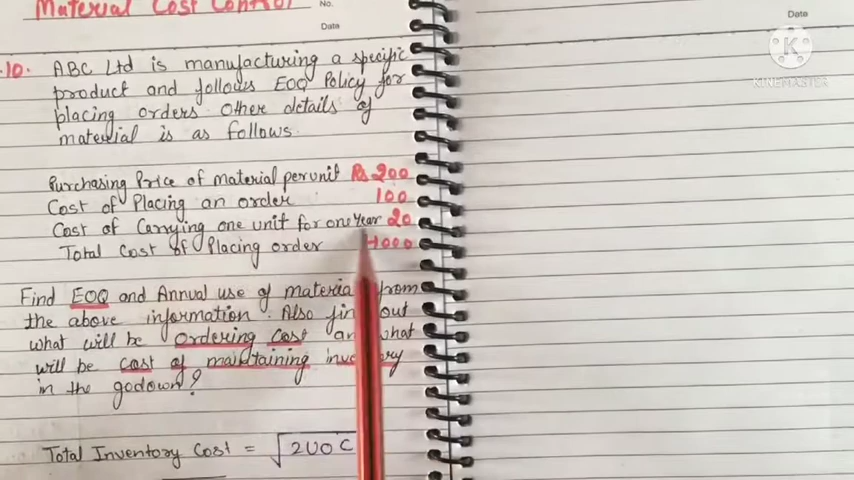 Material Cost Control
No.
Date
10. ABC Ltd is manufacturing a specific
product and follows EOQ Policy for
placing orders. Other details of
material is as follows.
Purchasing Price of Material per unit Rs 200
Cost of Placing an order 100
Cost of Carrying one unit for one Year 20
Total Cost of Placing order 000
Find EOQ and Annual use of material from
the above information. Also find out
what will be ordering cost and what
will be cost of maintaining inventory
in the godown?
Total Inventory Cost = √2UOC
Date
K
KINEMASTER